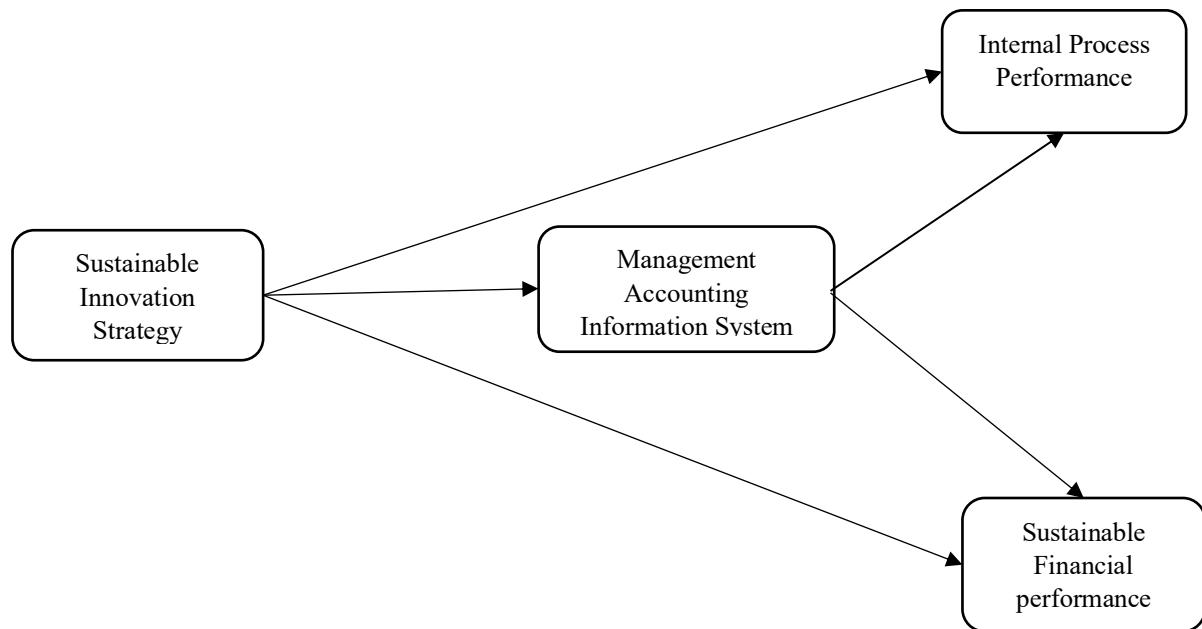 Internal Process
Performance
Sustainable
Innovation
Strategy
Management
Accounting
Information System
Sustainable
Financial
performance